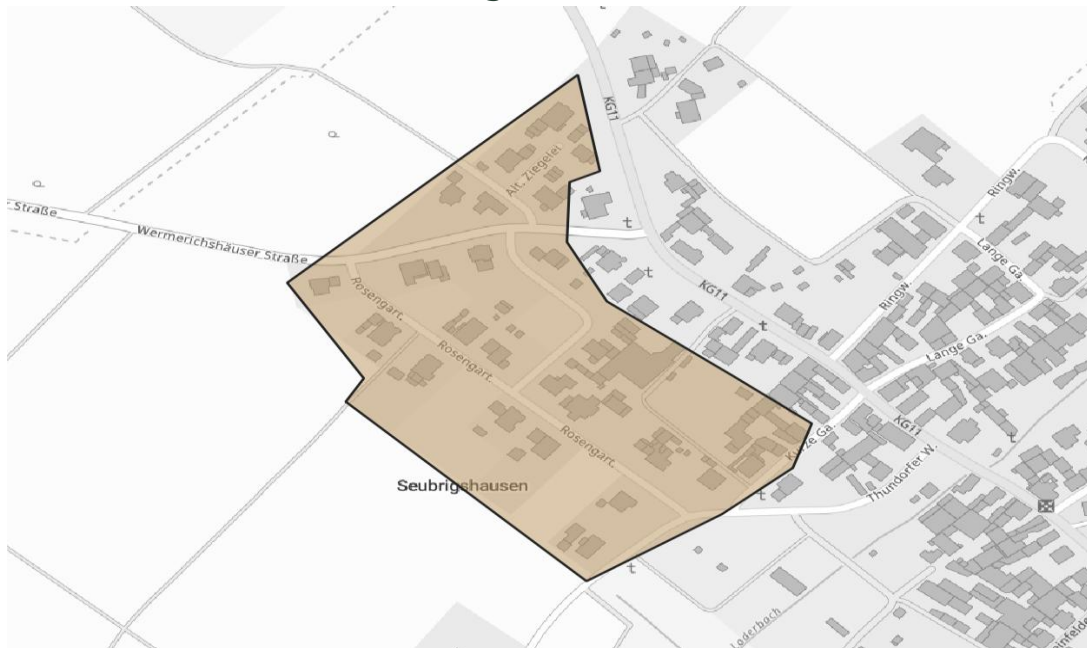 KG11
Alt. Ziegelei
Ringw.
r Straße
Wermerichshäuser Straße
Lange Ga.
Rosengart.
KG11
Ringw.
Rosengart.
Lange Ga.
KG11
Rosengart.
Kurze Ga.
Thundorfer W.
Seubrigshausen
Loderbach
einfelde